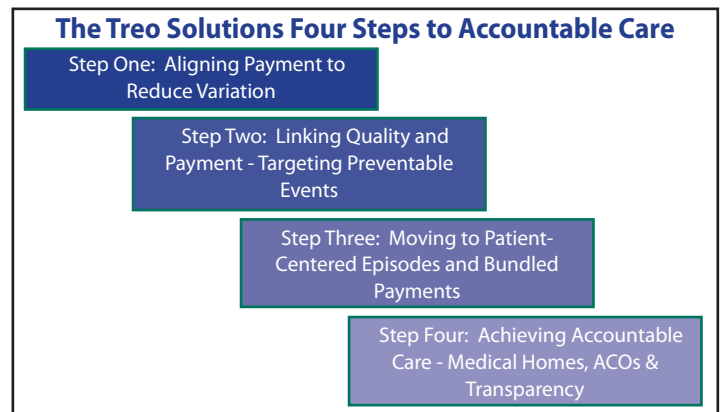 The Treo Solutions Four Steps to Accountable Care
Step One: Aligning Payment to
Reduce Variation
Step Two: Linking Quality and
Payment - Targeting Preventable
Events
Step Three: Moving to Patient-
Centered Episodes and Bundled
Payments
Step Four: Achieving Accountable
Care - Medical Homes, ACOs &
Transparency